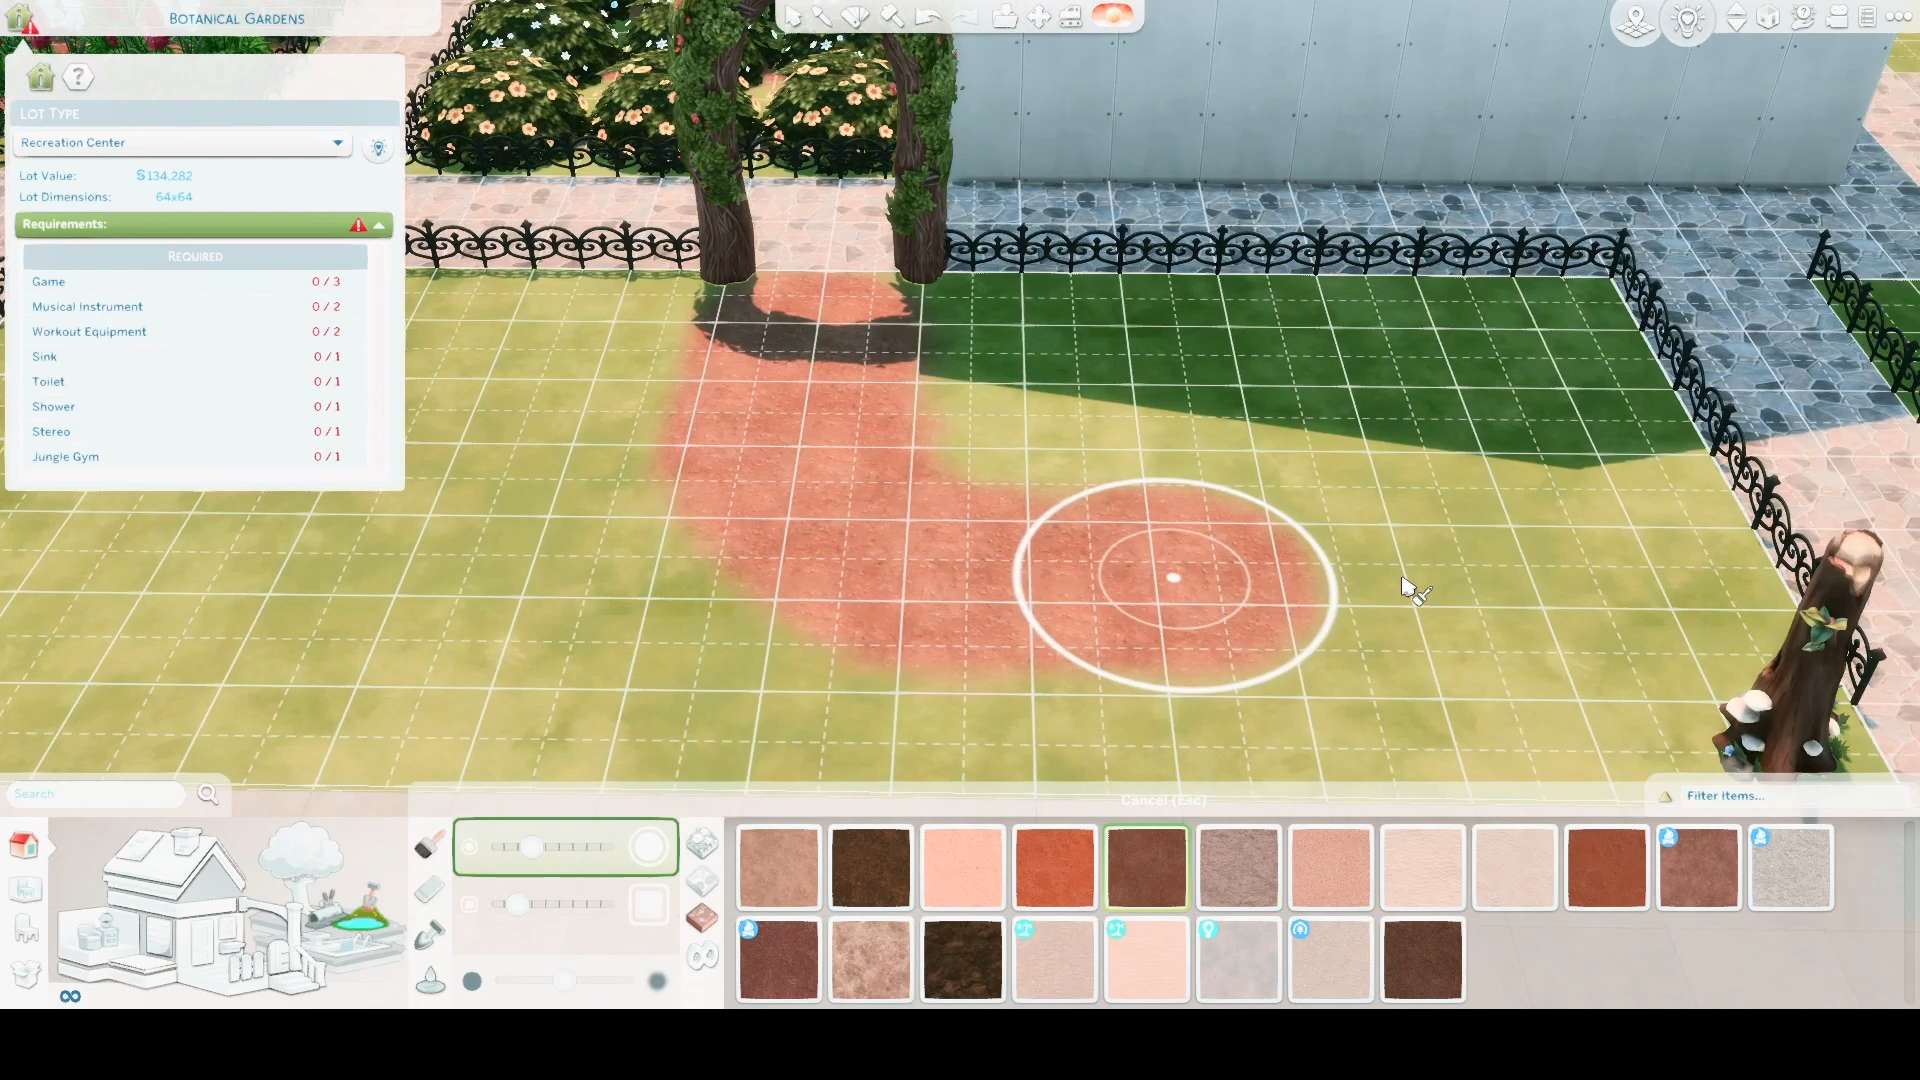 BOTANICAL GARDENS
LOT TYPE
Recreation Center
Lot Value: §134,282
Lot Dimensions: 64x64
Requirements:
REQUIRED
Game 0 / 3
Musical Instrument 0 / 2
Workout Equipment 0 / 2
Sink 0 / 1
Toilet 0 / 1
Shower 0 / 1
Stereo 0 / 1
Jungle Gym 0 / 1
Search
Cancel (Esc)
Filter Items...